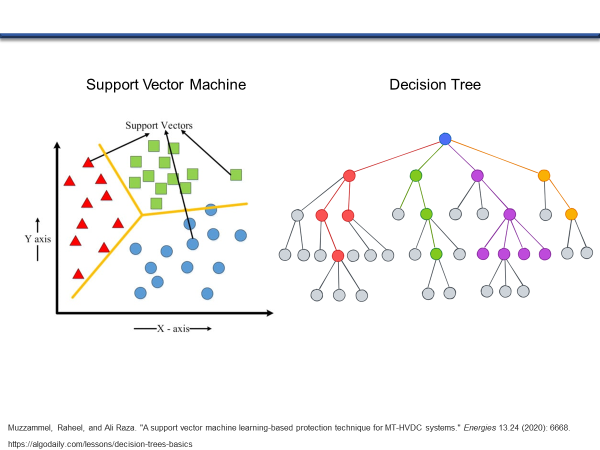 Support Vector Machine
Decision Tree
Support Vectors
Y axis
X - axis
Muzzammel, Raheel, and Ali Raza. "A support vector machine learning-based protection technique for MT-HVDC systems." Energies 13.24 (2020): 6668.
https://algodaily.com/lessons/decision-trees-basics